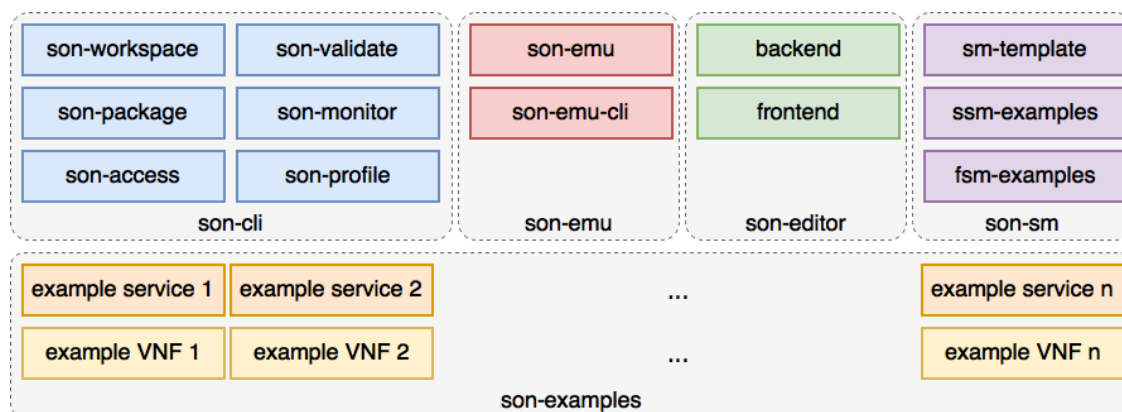 son-workspace son-validate son-emu backend sm-template
son-package son-monitor son-emu-cli frontend ssm-examples
son-access son-profile fsm-examples
son-cli son-emu son-editor son-sm
example service 1 example service 2 ... example service n
example VNF 1 example VNF 2 ... example VNF n
son-examples